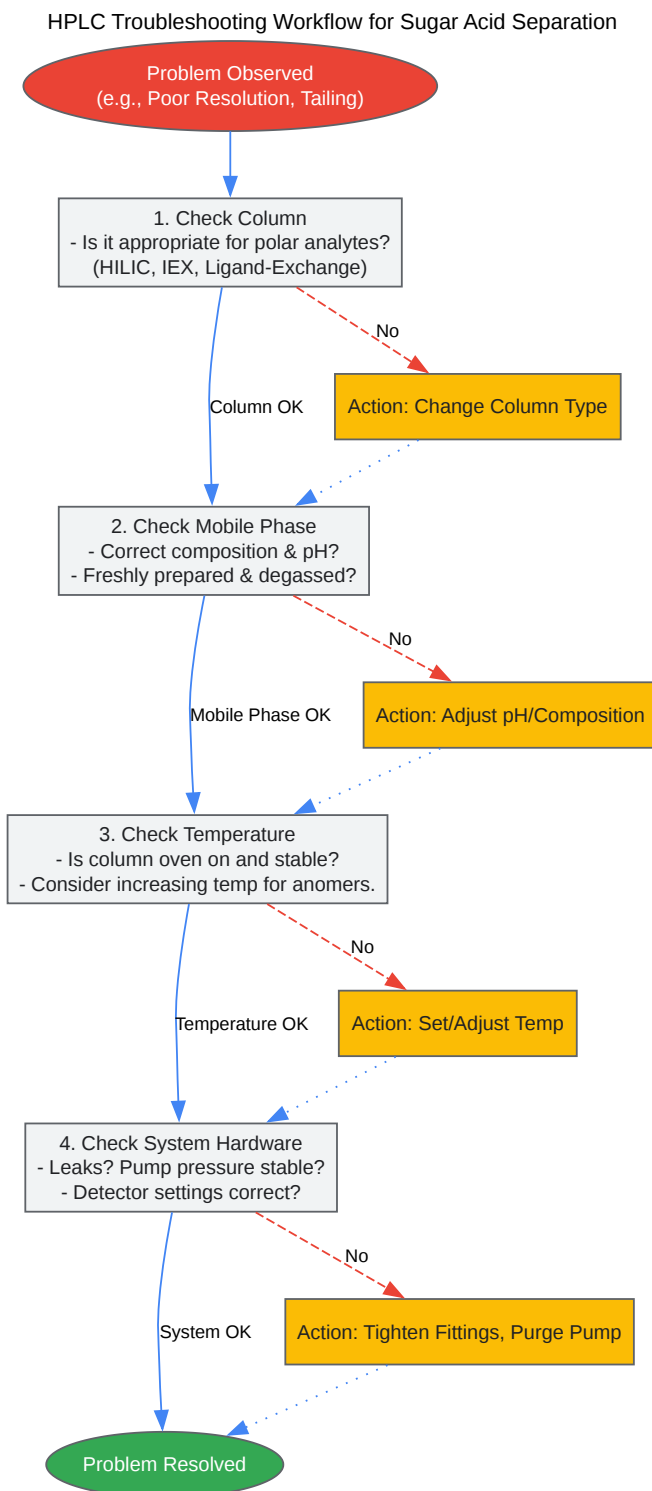 HPLC Troubleshooting Workflow for Sugar Acid Separation
Problem Observed
(e.g., Poor Resolution, Tailing)
1. Check Column
- Is it appropriate for polar analytes?
(HILIC, IEX, Ligand-Exchange)
No
Action: Change Column Type
Column OK
2. Check Mobile Phase
- Correct composition & pH?
- Freshly prepared & degassed?
No
Action: Adjust pH/Composition
Mobile Phase OK
3. Check Temperature
- Is column oven on and stable?
- Consider increasing temp for anomers.
No
Action: Set/Adjust Temp
Temperature OK
4. Check System Hardware
- Leaks? Pump pressure stable?
- Detector settings correct?
No
Action: Tighten Fittings, Purge Pump
System OK
Problem Resolved